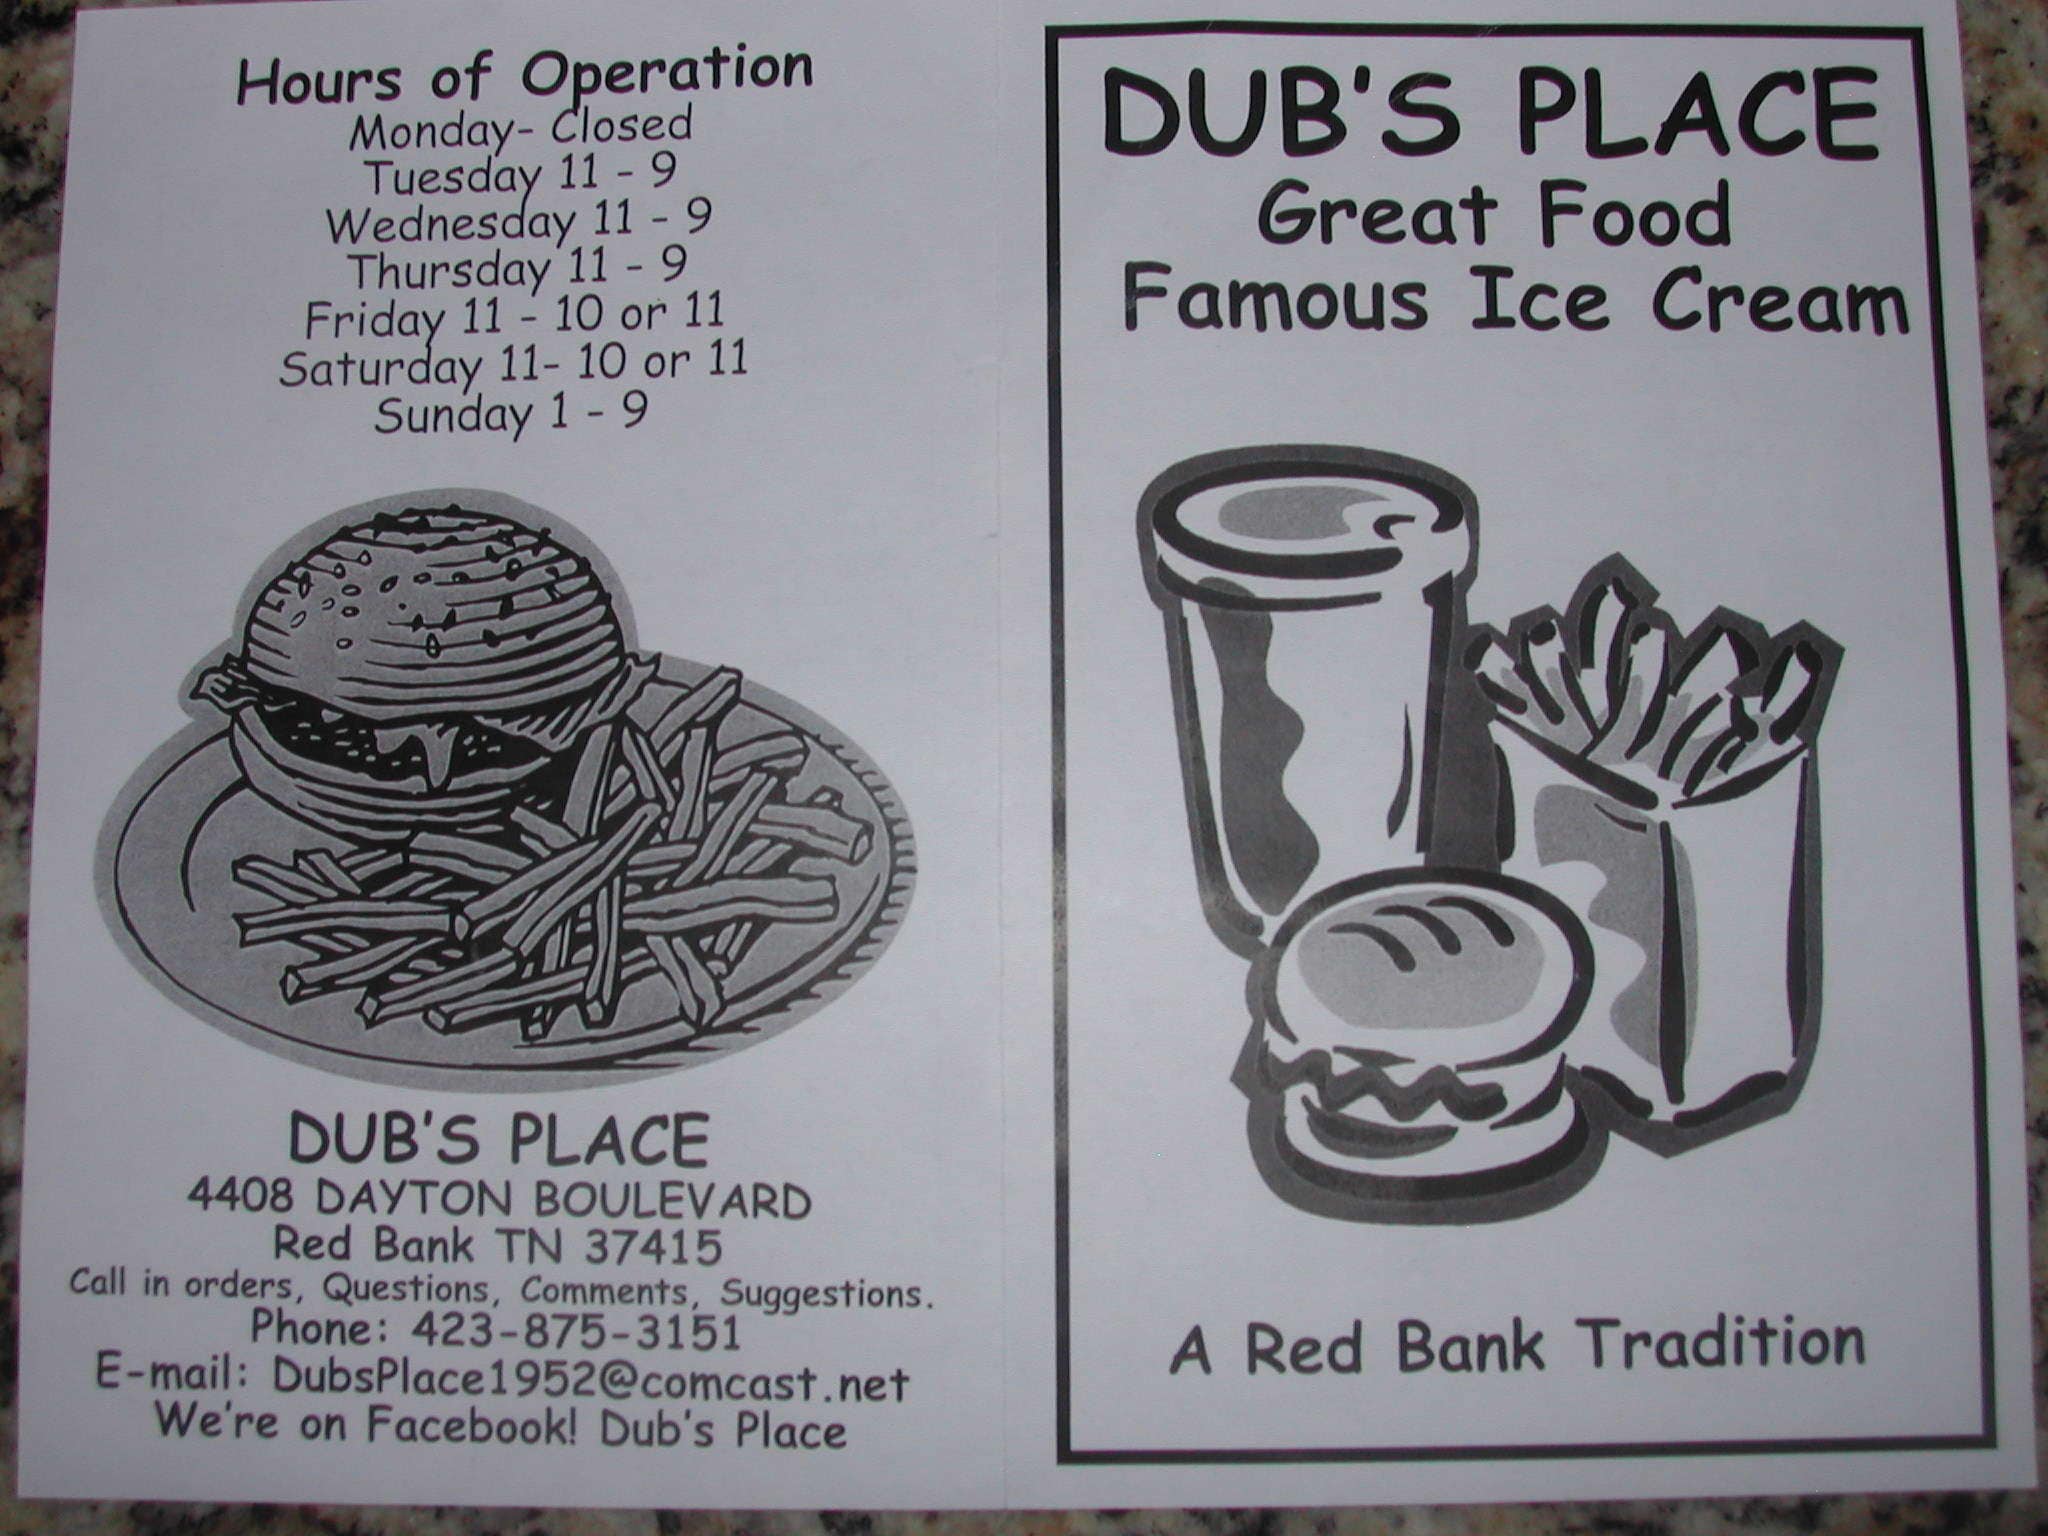 Hours of Operation
Monday- Closed
Tuesday 11 - 9
Wednesday 11 - 9
Thursday 11 - 9
Friday 11 - 10 or 11
Saturday 11- 10 or 11
Sunday 1 - 9
DUB'S PLACE
4408 DAYTON BOULEVARD
Red Bank TN 37415
Call in orders, Questions, Comments, Suggestions.
Phone: 423-875-3151
E-mail: DubsPlace1952@comcast.net
We're on Facebook! Dub's Place
DUB'S PLACE
Great Food
Famous Ice Cream
A Red Bank Tradition